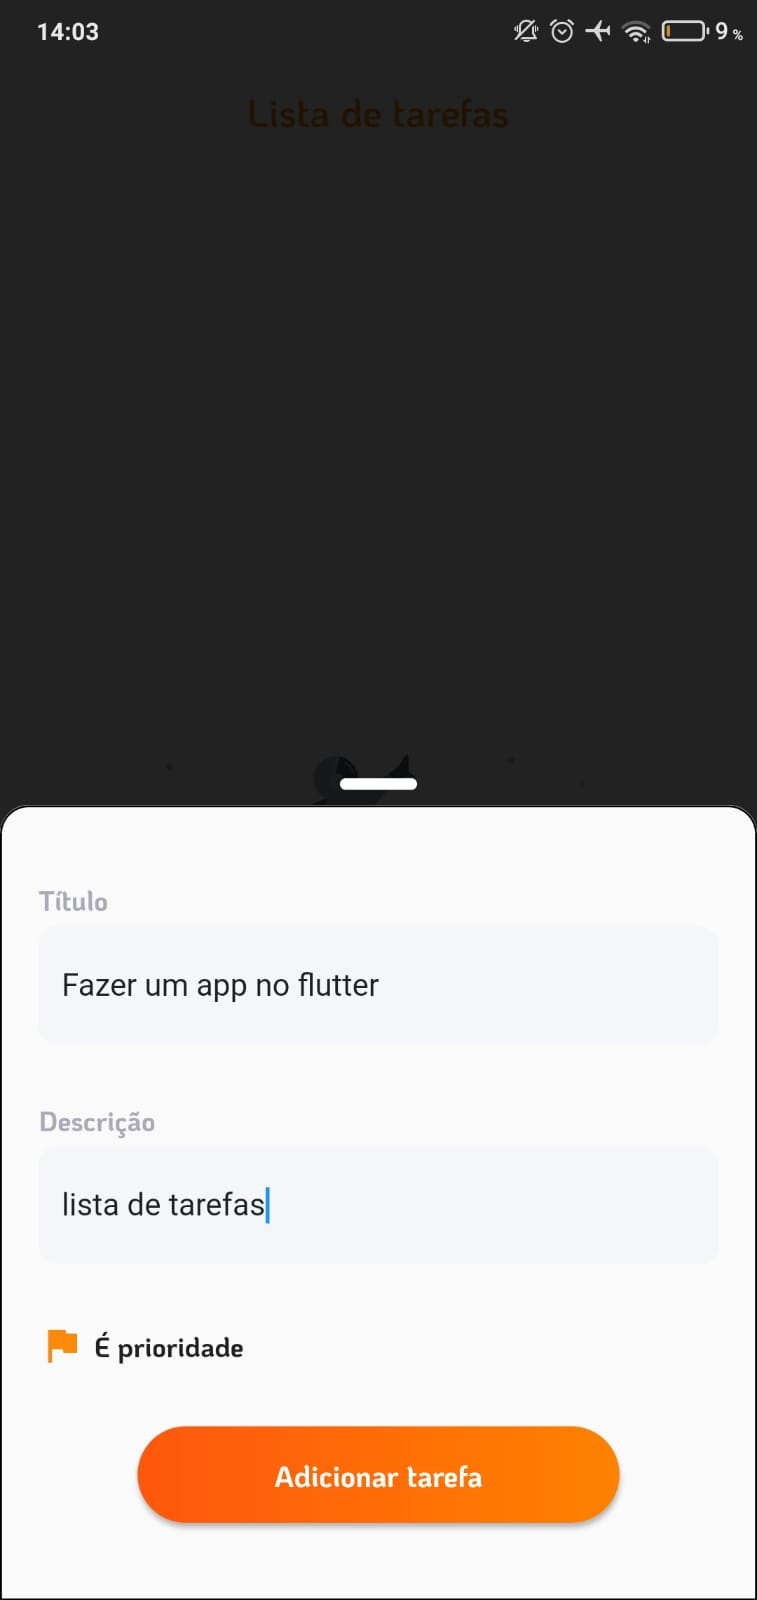 14:03
9 %
Lista de tarefas
Título
Fazer um app no flutter
Descrição
lista de tarefas
É prioridade
Adicionar tarefa